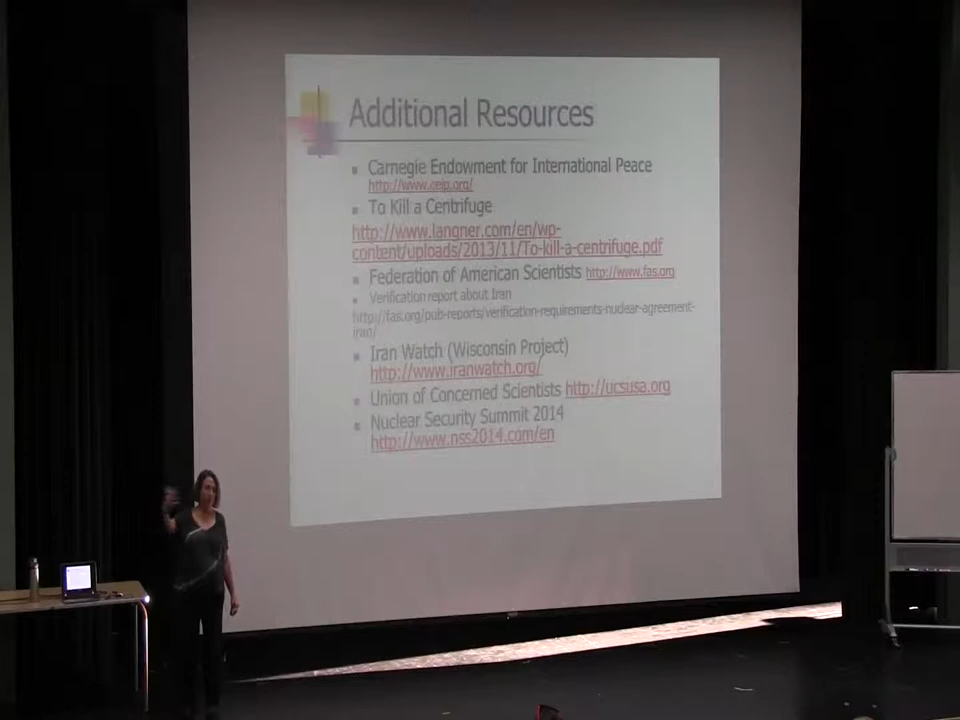 Additional Resources
Carnegie Endowment for International Peace
http://www.ceip.org/
To Kill a Centrifuge
http://www.langner.com/en/wp-
content/uploads/2013/11/To-kill-a-centrifuge.pdf
Federation of American Scientists http://www.fas.org
Verification report about Iran
http://fas.org/pub-reports/verification-requirements-nuclear-agreement-
iran/
Iran Watch (Wisconsin Project)
http://www.iranwatch.org/
Union of Concerned Scientists http://ucsusa.org
Nuclear Security Summit 2014
http://www.nss2014.com/en